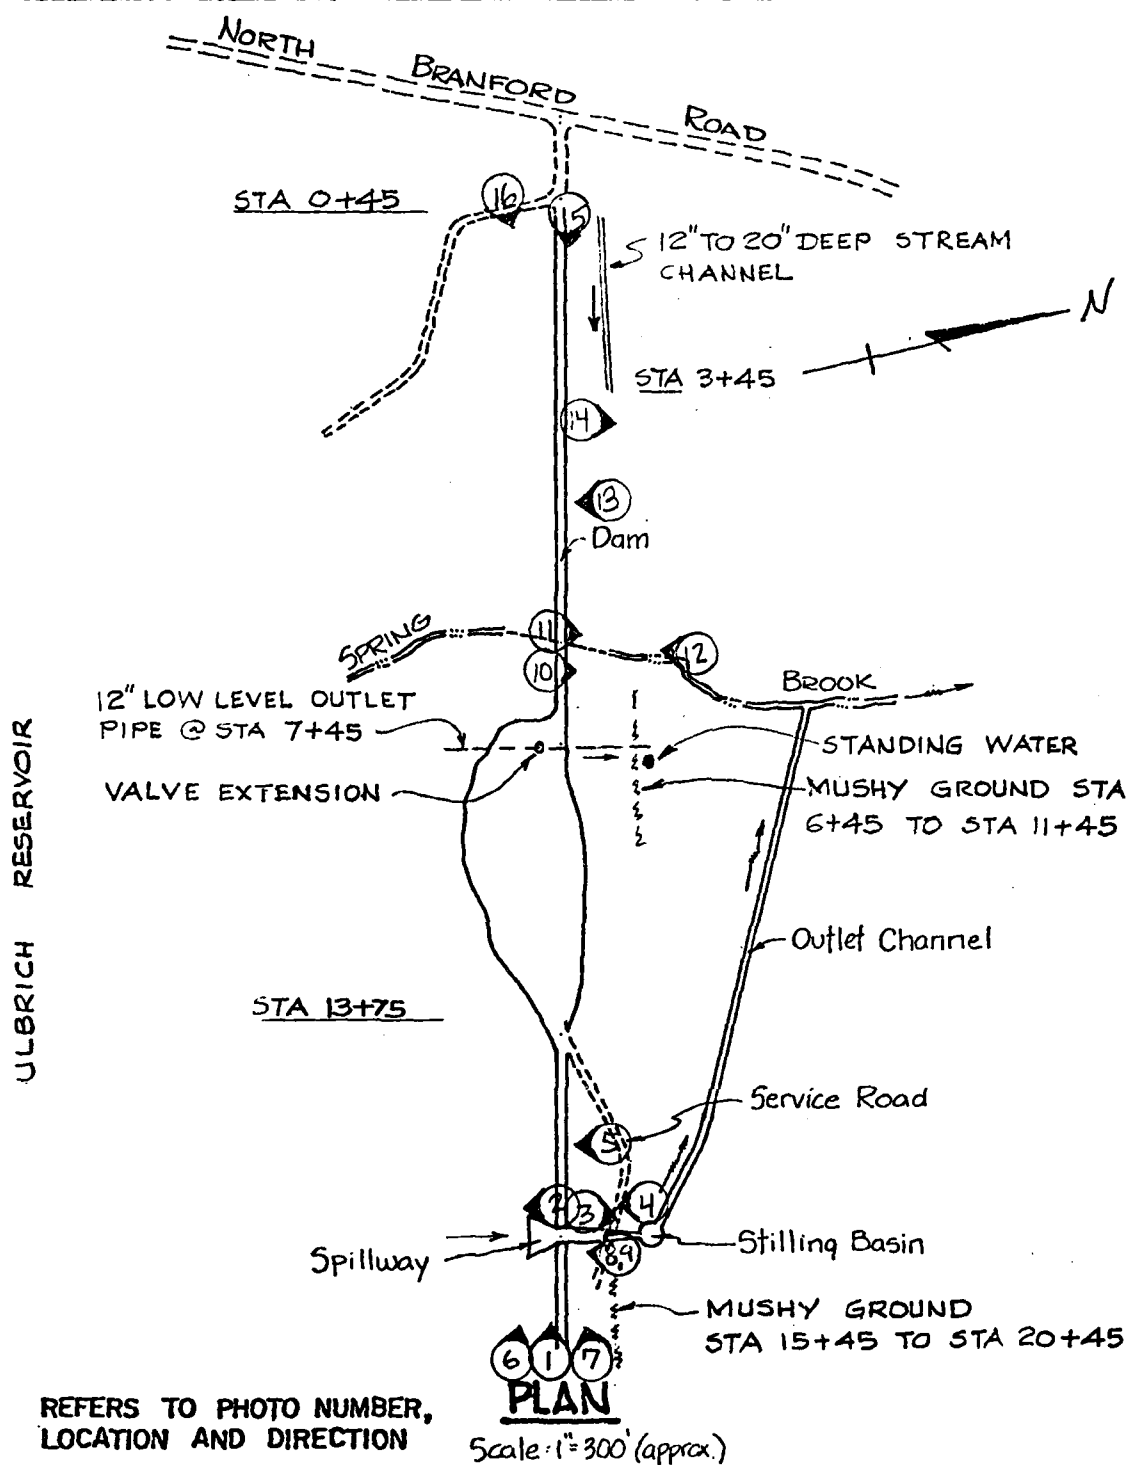 NORTH BRANFORD ROAD
STA 0+45
16
15
12" TO 20" DEEP STREAM
CHANNEL
N
STA 3+45
14
13
Dam
SPRING
11
12
10
BROOK
12" LOW LEVEL OUTLET
PIPE @ STA 7+45
STANDING WATER
VALVE EXTENSION
MUSHY GROUND STA
6+45 TO STA 11+45
ULBRICH RESERVOIR
Outlet Channel
STA 13+75
Service Road
5
2
3
4
Spillway
8,9
Stilling Basin
MUSHY GROUND
STA 15+45 TO STA 20+45
6
1
7
PLAN
REFERS TO PHOTO NUMBER,
LOCATION AND DIRECTION
Scale: 1"=300' (approx.)